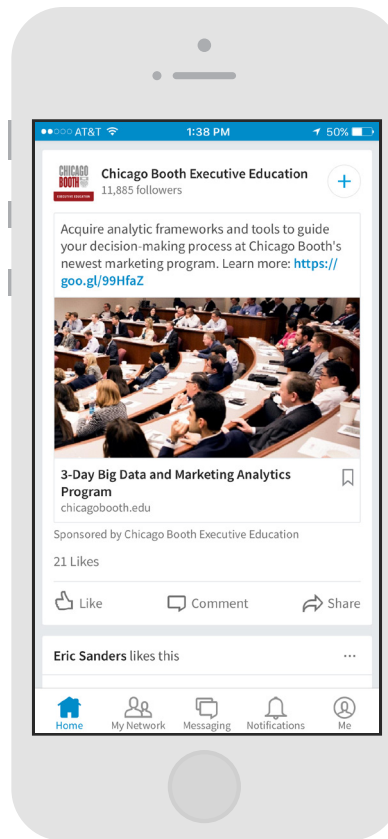 AT&T 1:38 PM 50%
CHICAGO
BOOTH
EXECUTIVE EDUCATION
Chicago Booth Executive Education
11,885 followers
Acquire analytic frameworks and tools to guide
your decision-making process at Chicago Booth's
newest marketing program. Learn more: https://
goo.gl/99HfaZ
3-Day Big Data and Marketing Analytics
Program
chicagobooth.edu
Sponsored by Chicago Booth Executive Education
21 Likes
Like Comment Share
Eric Sanders likes this
Home My Network Messaging Notifications Me